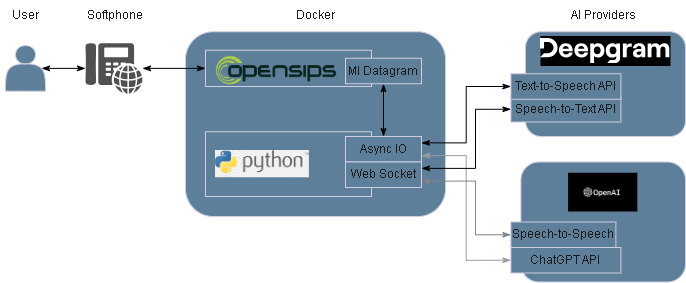 User
Softphone
Docker
AI Providers
OPENSIPS
MI Datagram
python™
Async IO
Web Socket
Deepgram
Text-to-Speech API
Speech-to-Text API
OpenAI
Speech-to-Speech
ChatGPT API